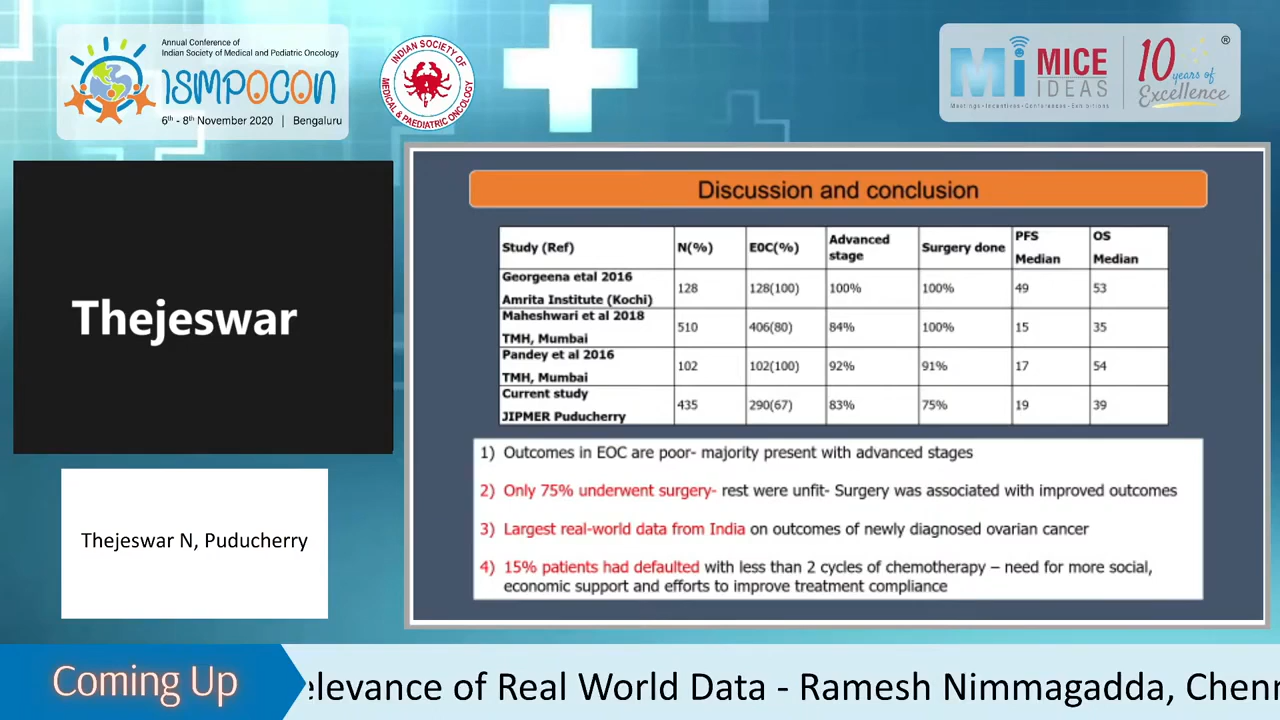 Annual Conference of
Indian Society of Medical and Pediatric Oncology
ISMPOCON
6th - 8th November 2020 | Bengaluru
INDIAN SOCIETY OF
MEDICAL & PAEDIATRIC ONCOLOGY
Mi MICE
IDEAS
Meetings • Incentives • Conferences • Exhibitions
10 years of
Excellence
®
Thejeswar
Thejeswar N, Puducherry
Discussion and conclusion
Study (Ref) N(%) E0C(%) Advanced stage Surgery done PFS Median OS Median
Georgeena etal 2016
Amrita Institute (Kochi) 128 128(100) 100% 100% 49 53
Maheshwari et al 2018
TMH, Mumbai 510 406(80) 84% 100% 15 35
Pandey et al 2016
TMH, Mumbai 102 102(100) 92% 91% 17 54
Current study
JIPMER Puducherry 435 290(67) 83% 75% 19 39
1) Outcomes in EOC are poor- majority present with advanced stages
2) Only 75% underwent surgery- rest were unfit- Surgery was associated with improved outcomes
3) Largest real-world data from India on outcomes of newly diagnosed ovarian cancer
4) 15% patients had defaulted with less than 2 cycles of chemotherapy – need for more social,
economic support and efforts to improve treatment compliance
Coming Up
elevance of Real World Data - Ramesh Nimmagadda, Chenn